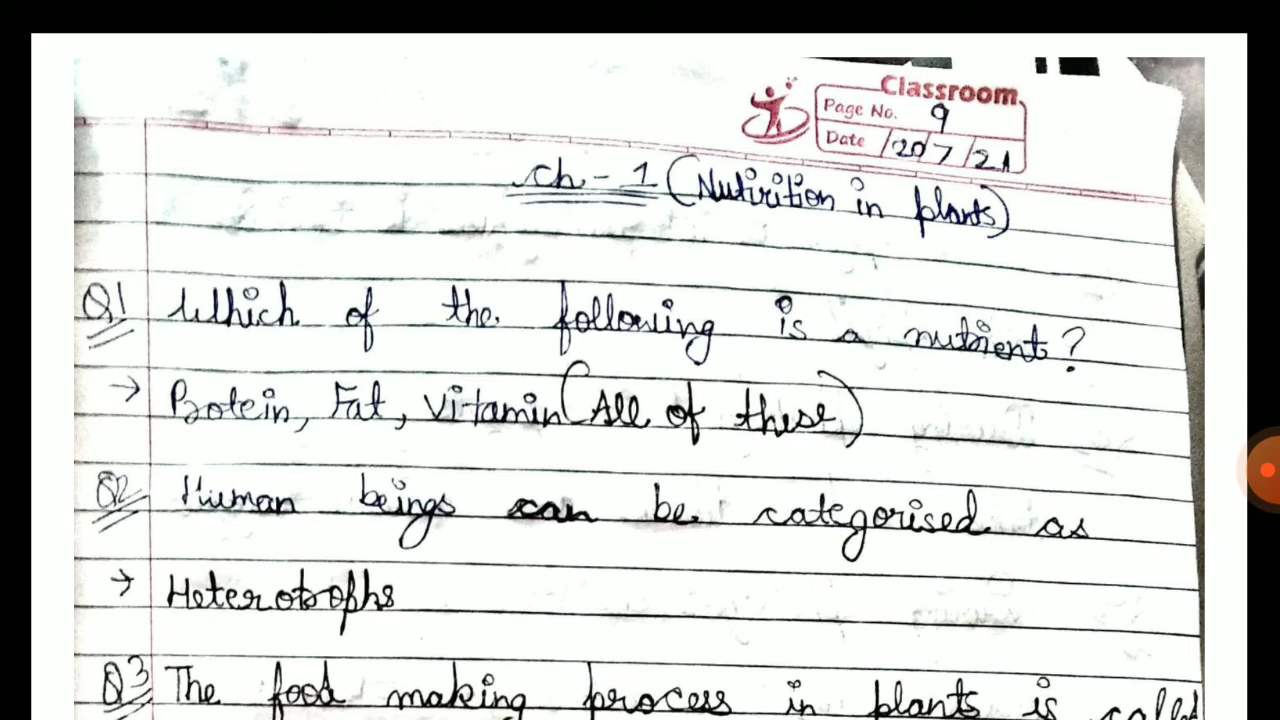 Classroom
Page No. 9
Date /20/7/21
Ch - 1 (Nutrition in plants)
Q1 Which of the following is a nutrient?
→ Protein, Fat, Vitamin (All of these)
Q2 Human beings can be categorised as
→ Heterotrophs
Q3 The food making process in plants is called